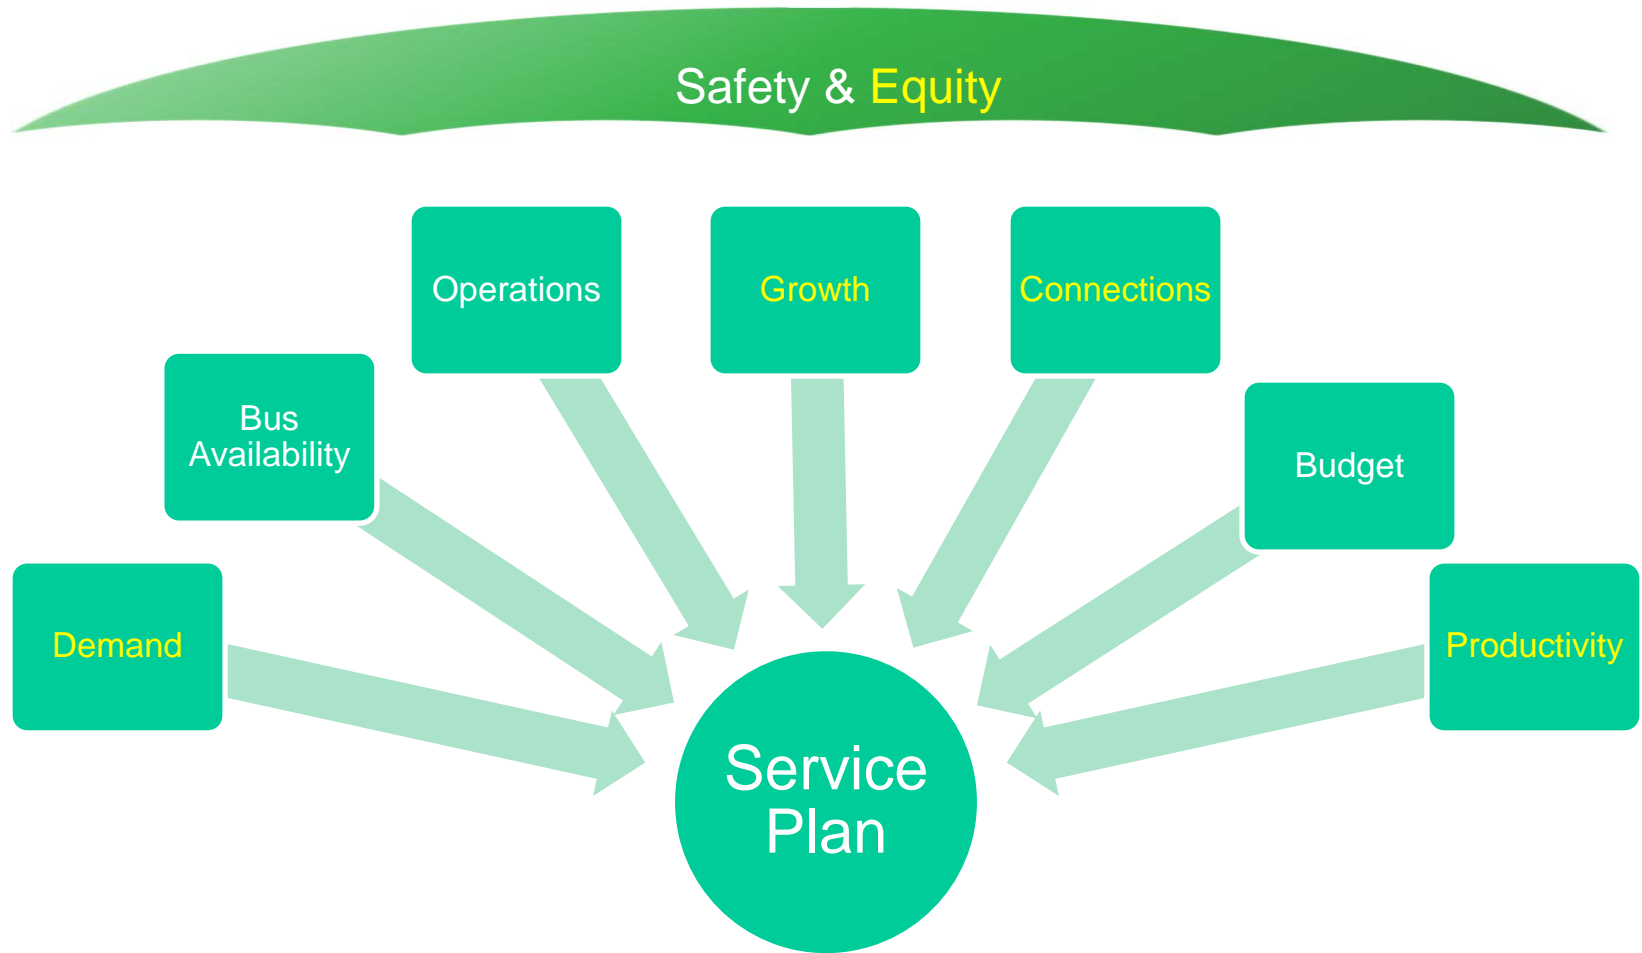 Safety & Equity
Operations
Growth
Connections
Bus
Availability
Budget
Demand
Productivity
Service
Plan